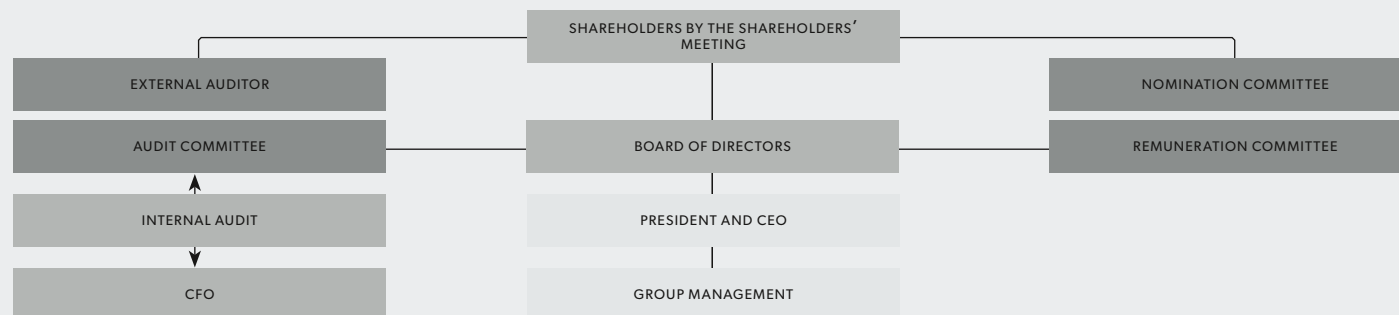 SHAREHOLDERS BY THE SHAREHOLDERS’
MEETING
EXTERNAL AUDITOR
NOMINATION COMMITTEE
AUDIT COMMITTEE
BOARD OF DIRECTORS
REMUNERATION COMMITTEE
INTERNAL AUDIT
PRESIDENT AND CEO
CFO
GROUP MANAGEMENT